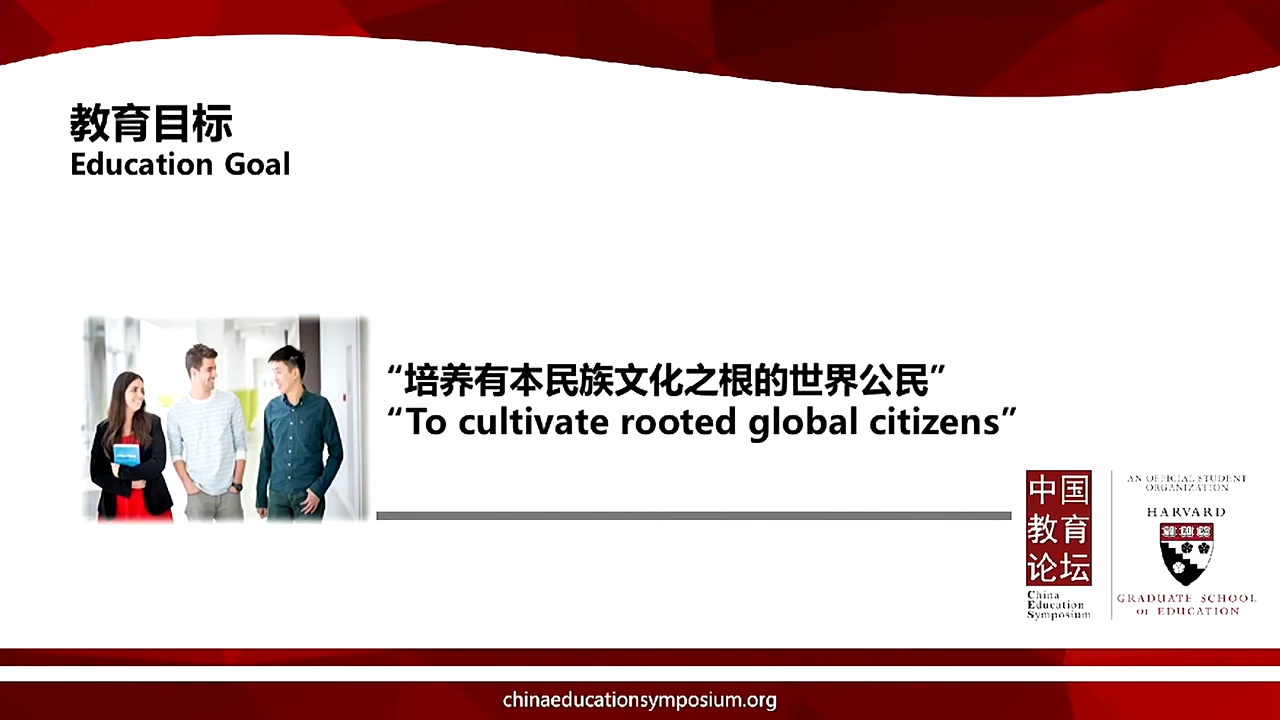 教育目标
Education Goal
“培养有本民族文化之根的世界公民”
“To cultivate rooted global citizens”
中国
教育
论坛
China
Education
Symposium
AN OFFICIAL STUDENT
ORGANIZATION
HARVARD
GRADUATE SCHOOL
OF EDUCATION
chinaeducationsymposium.org